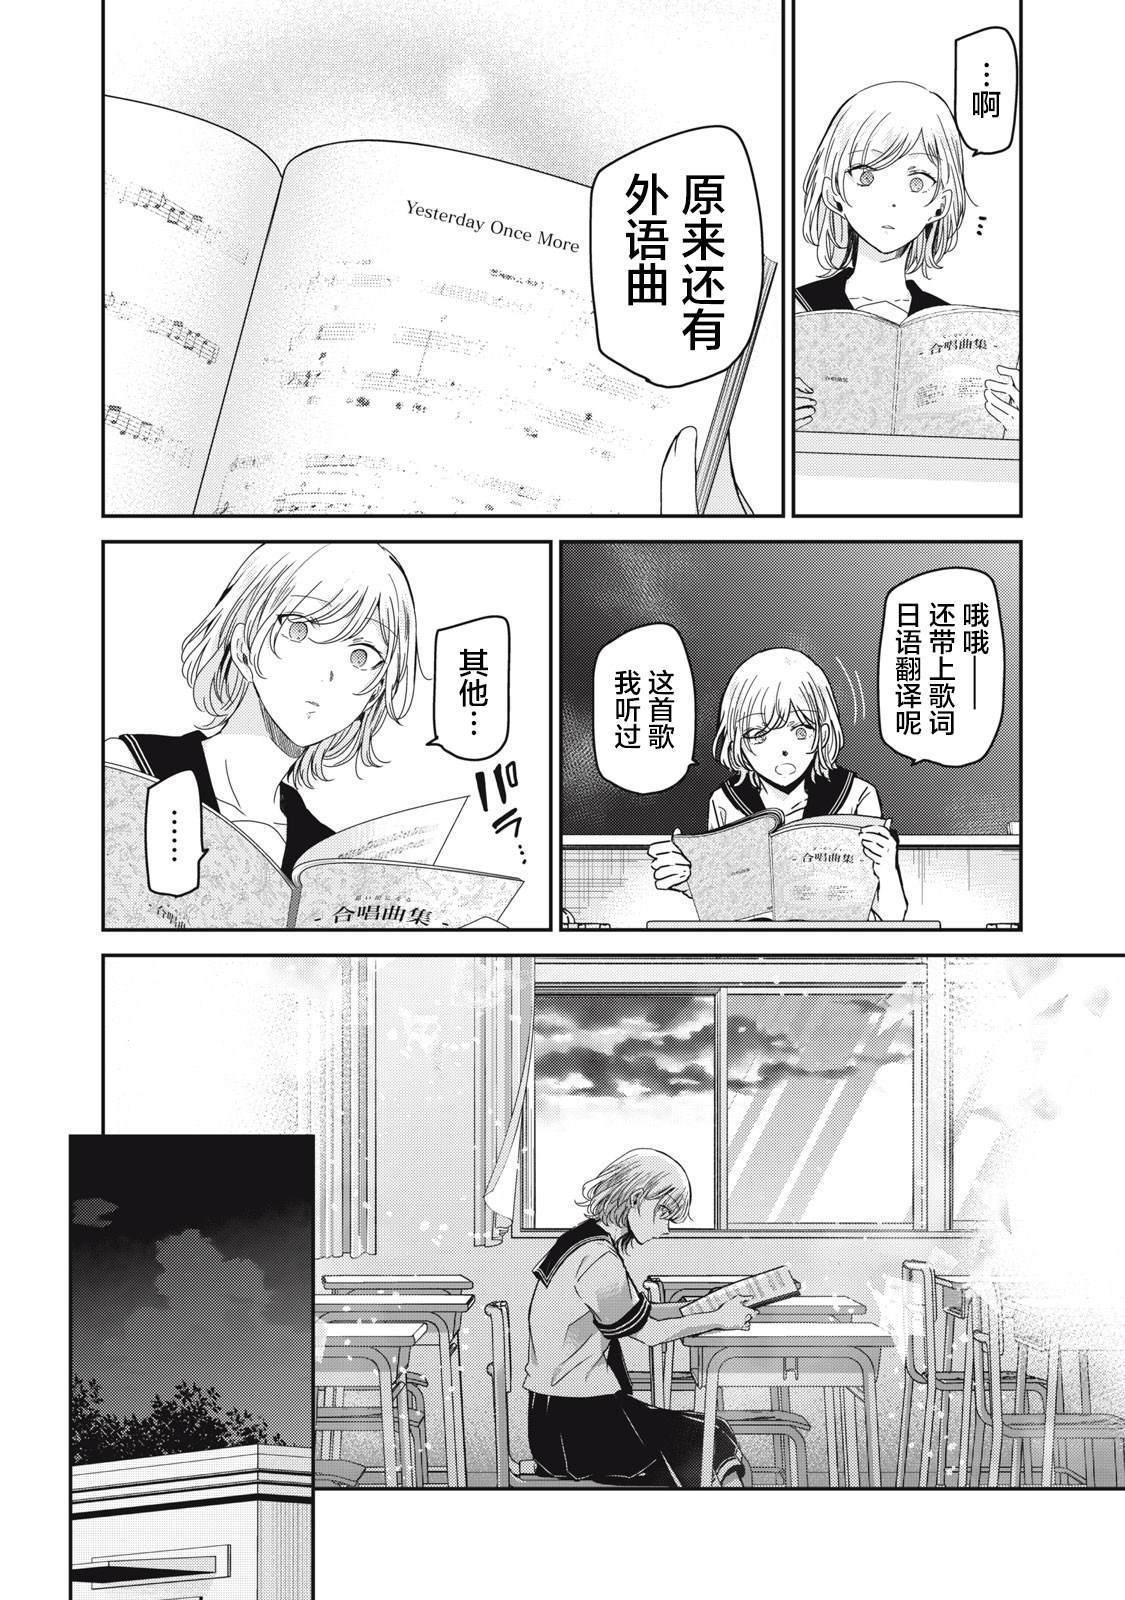 …啊
合唱曲集
原来还有
外语曲
Yesterday Once More
哦哦——
还带上歌词
日语翻译呢
这首歌
我听过
合唱曲集
其他…
パラ
……
合唱曲集